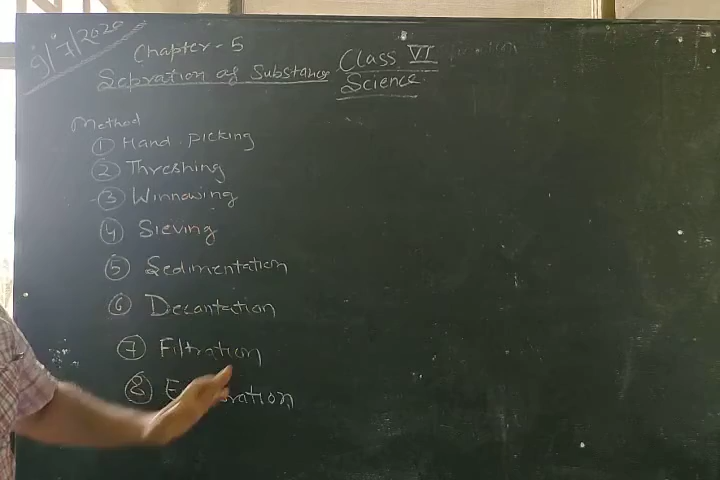 9/7/2020
Chapter-5
Sepration of Substance
Class VI
Science
Method
① Hand-picking
② Threshing
③ Winnowing
④ Sieving
⑤ Sedimentation
⑥ Decantation
⑦ Filtration
⑧